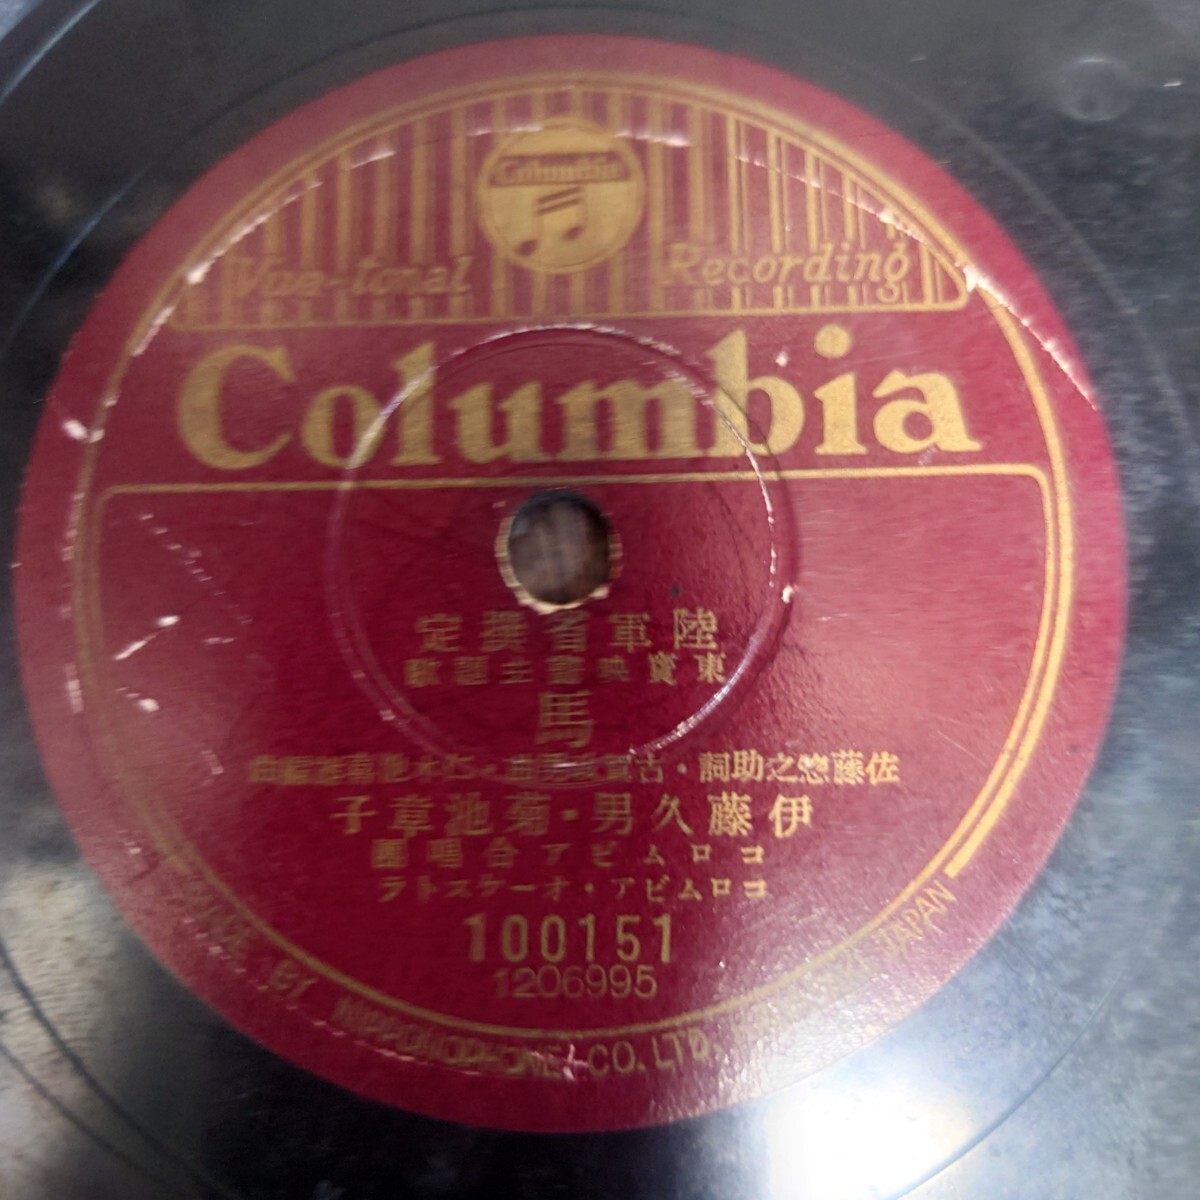 Columbia
Viva-tonal Recording
Columbia
定撰省軍陸
歌題主畫映寶東
馬
曲編 仁木他喜雄・曲 古賀政男・詞助之惣藤佐
子章池菊・男久藤伊
團唱合アビムロコ
ラトスケーオ・アビムロコ
100151
1206995
MADE BY NIPPONOPHONE CO. LTD. JAPAN